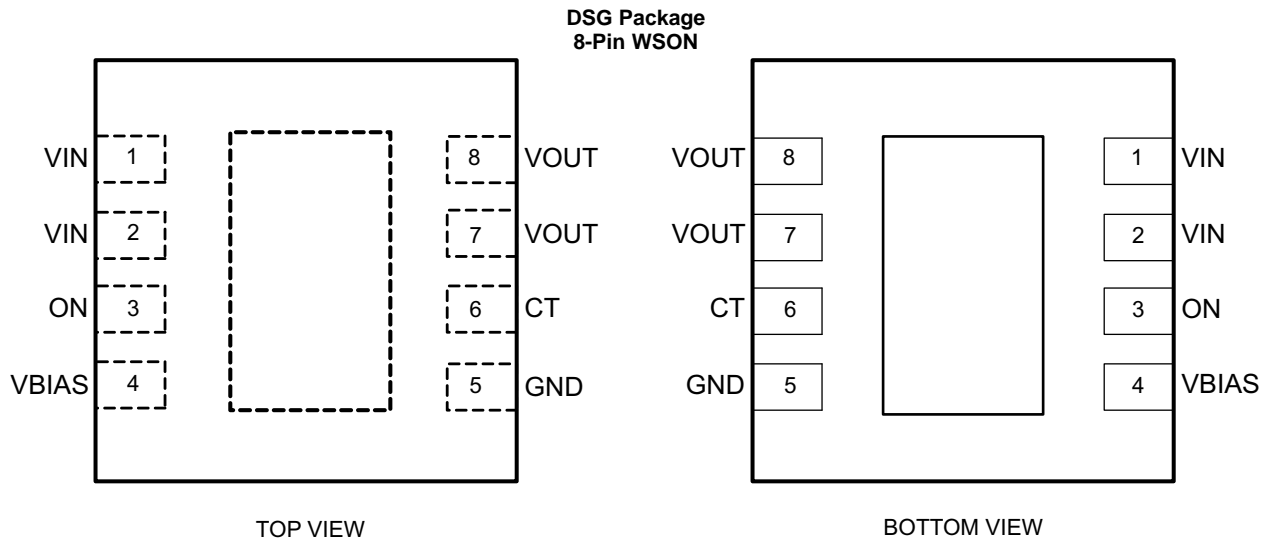 DSG Package
8-Pin WSON
VIN 1 8 VOUT
VIN 2 7 VOUT
ON 3 6 CT
VBIAS 4 5 GND
TOP VIEW
VOUT 8 1 VIN
VOUT 7 2 VIN
CT 6 3 ON
GND 5 4 VBIAS
BOTTOM VIEW